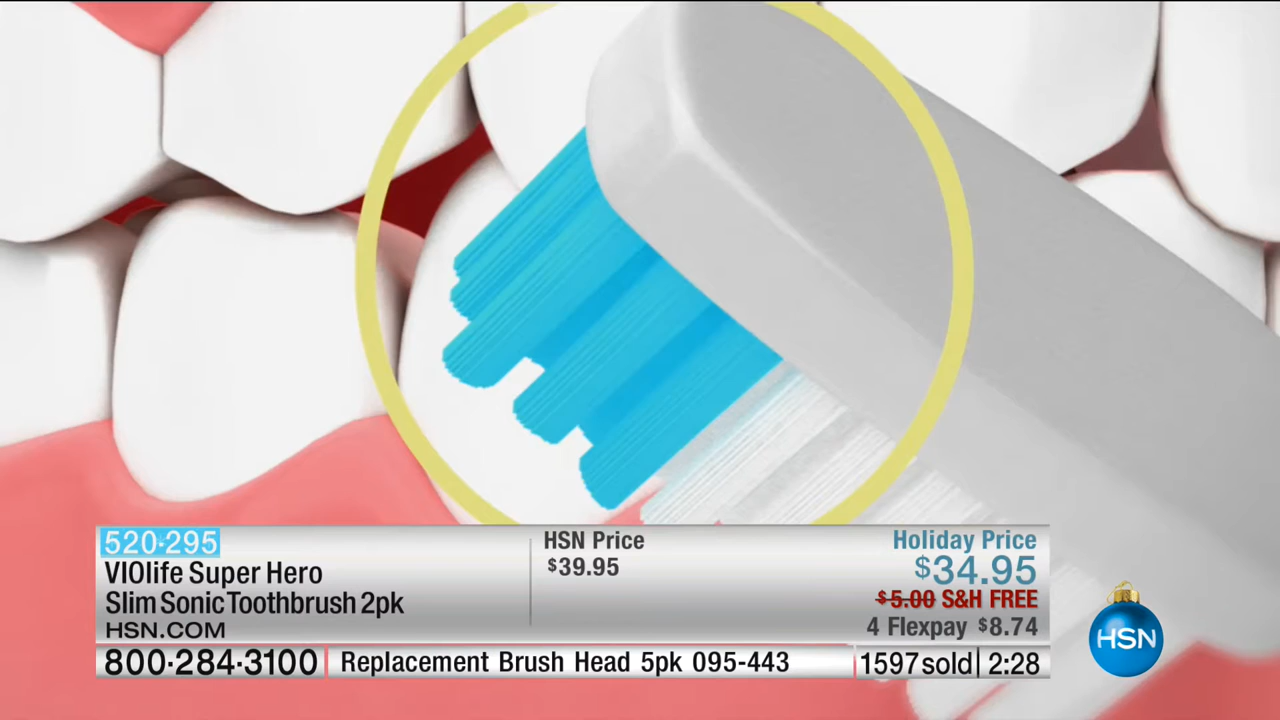 520·295
VIOlife Super Hero
Slim Sonic Toothbrush 2pk
HSN.COM
HSN Price
$39.95
Holiday Price
$34.95
$5.00 S&H FREE
4 Flexpay $8.74
HSN
800·284·3100 Replacement Brush Head 5pk 095-443 1597 sold 2:28